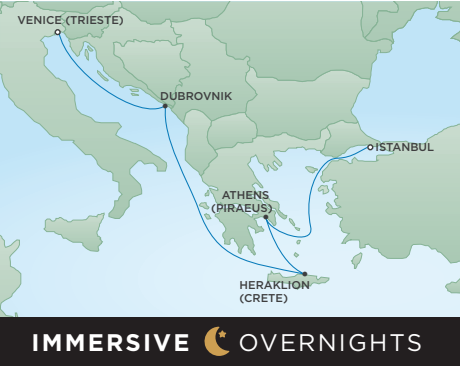 VENICE (TRIESTE)
DUBROVNIK
ISTANBUL
ATHENS
(PIRAEUS)
HERAKLION
(CRETE)
IMMERSIVE OVERNIGHTS